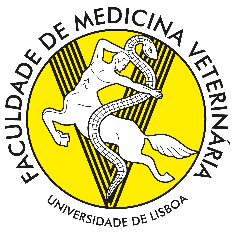 FACULDADE DE MEDICINA VETERINÁRIA
UNIVERSIDADE DE LISBOA